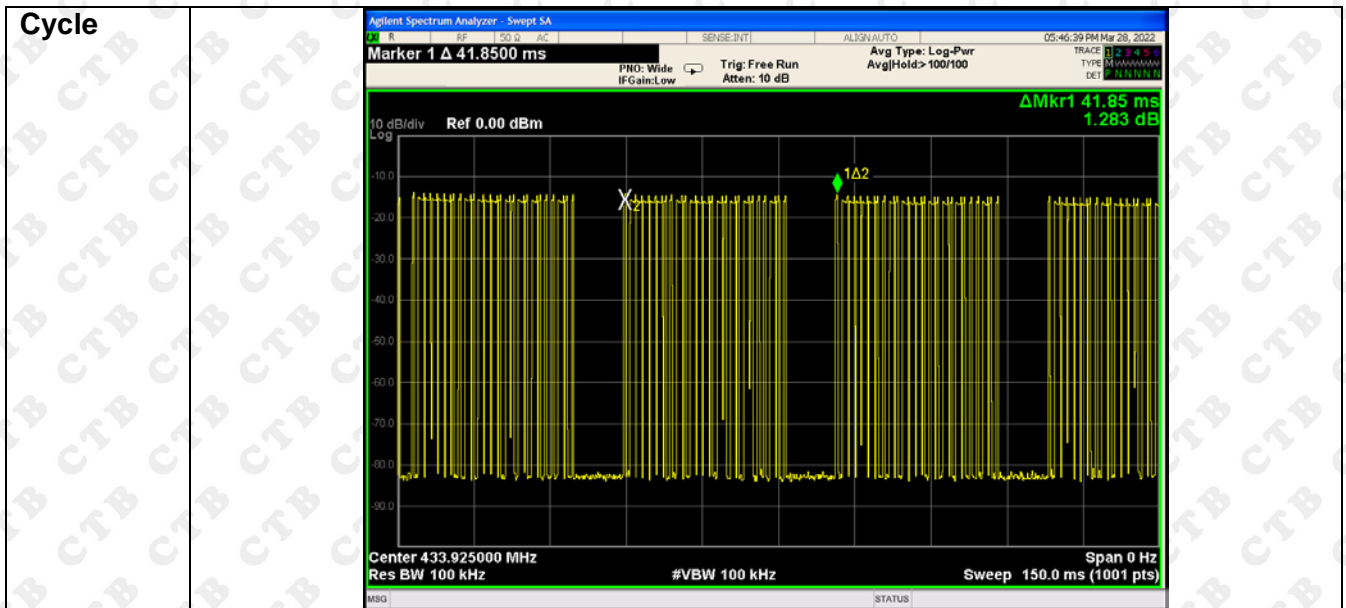 Cycle
Agilent Spectrum Analyzer - Swept SA
R RF 50 Ω AC SENSE:INT ALIGN AUTO 05:46:39 PM Mar 28, 2022
Marker 1 Δ 41.8500 ms
PNO: Wide
IFGain:Low
Trig: Free Run
Atten: 10 dB
Avg Type: Log-Pwr
Avg|Hold:> 100/100
TRACE 1 2 3 4 5 6
TYPE M
DET P N N N N N
ΔMkr1 41.85 ms
1.283 dB
10 dB/div Ref 0.00 dBm
Log
-10.0
-20.0
-30.0
-40.0
-50.0
-60.0
-70.0
-80.0
-90.0
1Δ2
2
Center 433.925000 MHz
Span 0 Hz
Res BW 100 kHz
#VBW 100 kHz
Sweep 150.0 ms (1001 pts)
MSG
STATUS
CTB